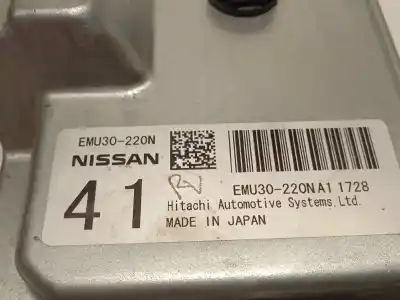 EMU30-220N
NISSAN
41
EMU30-220NA1 1728
Hitachi Automotive Systems,Ltd.
MADE IN JAPAN